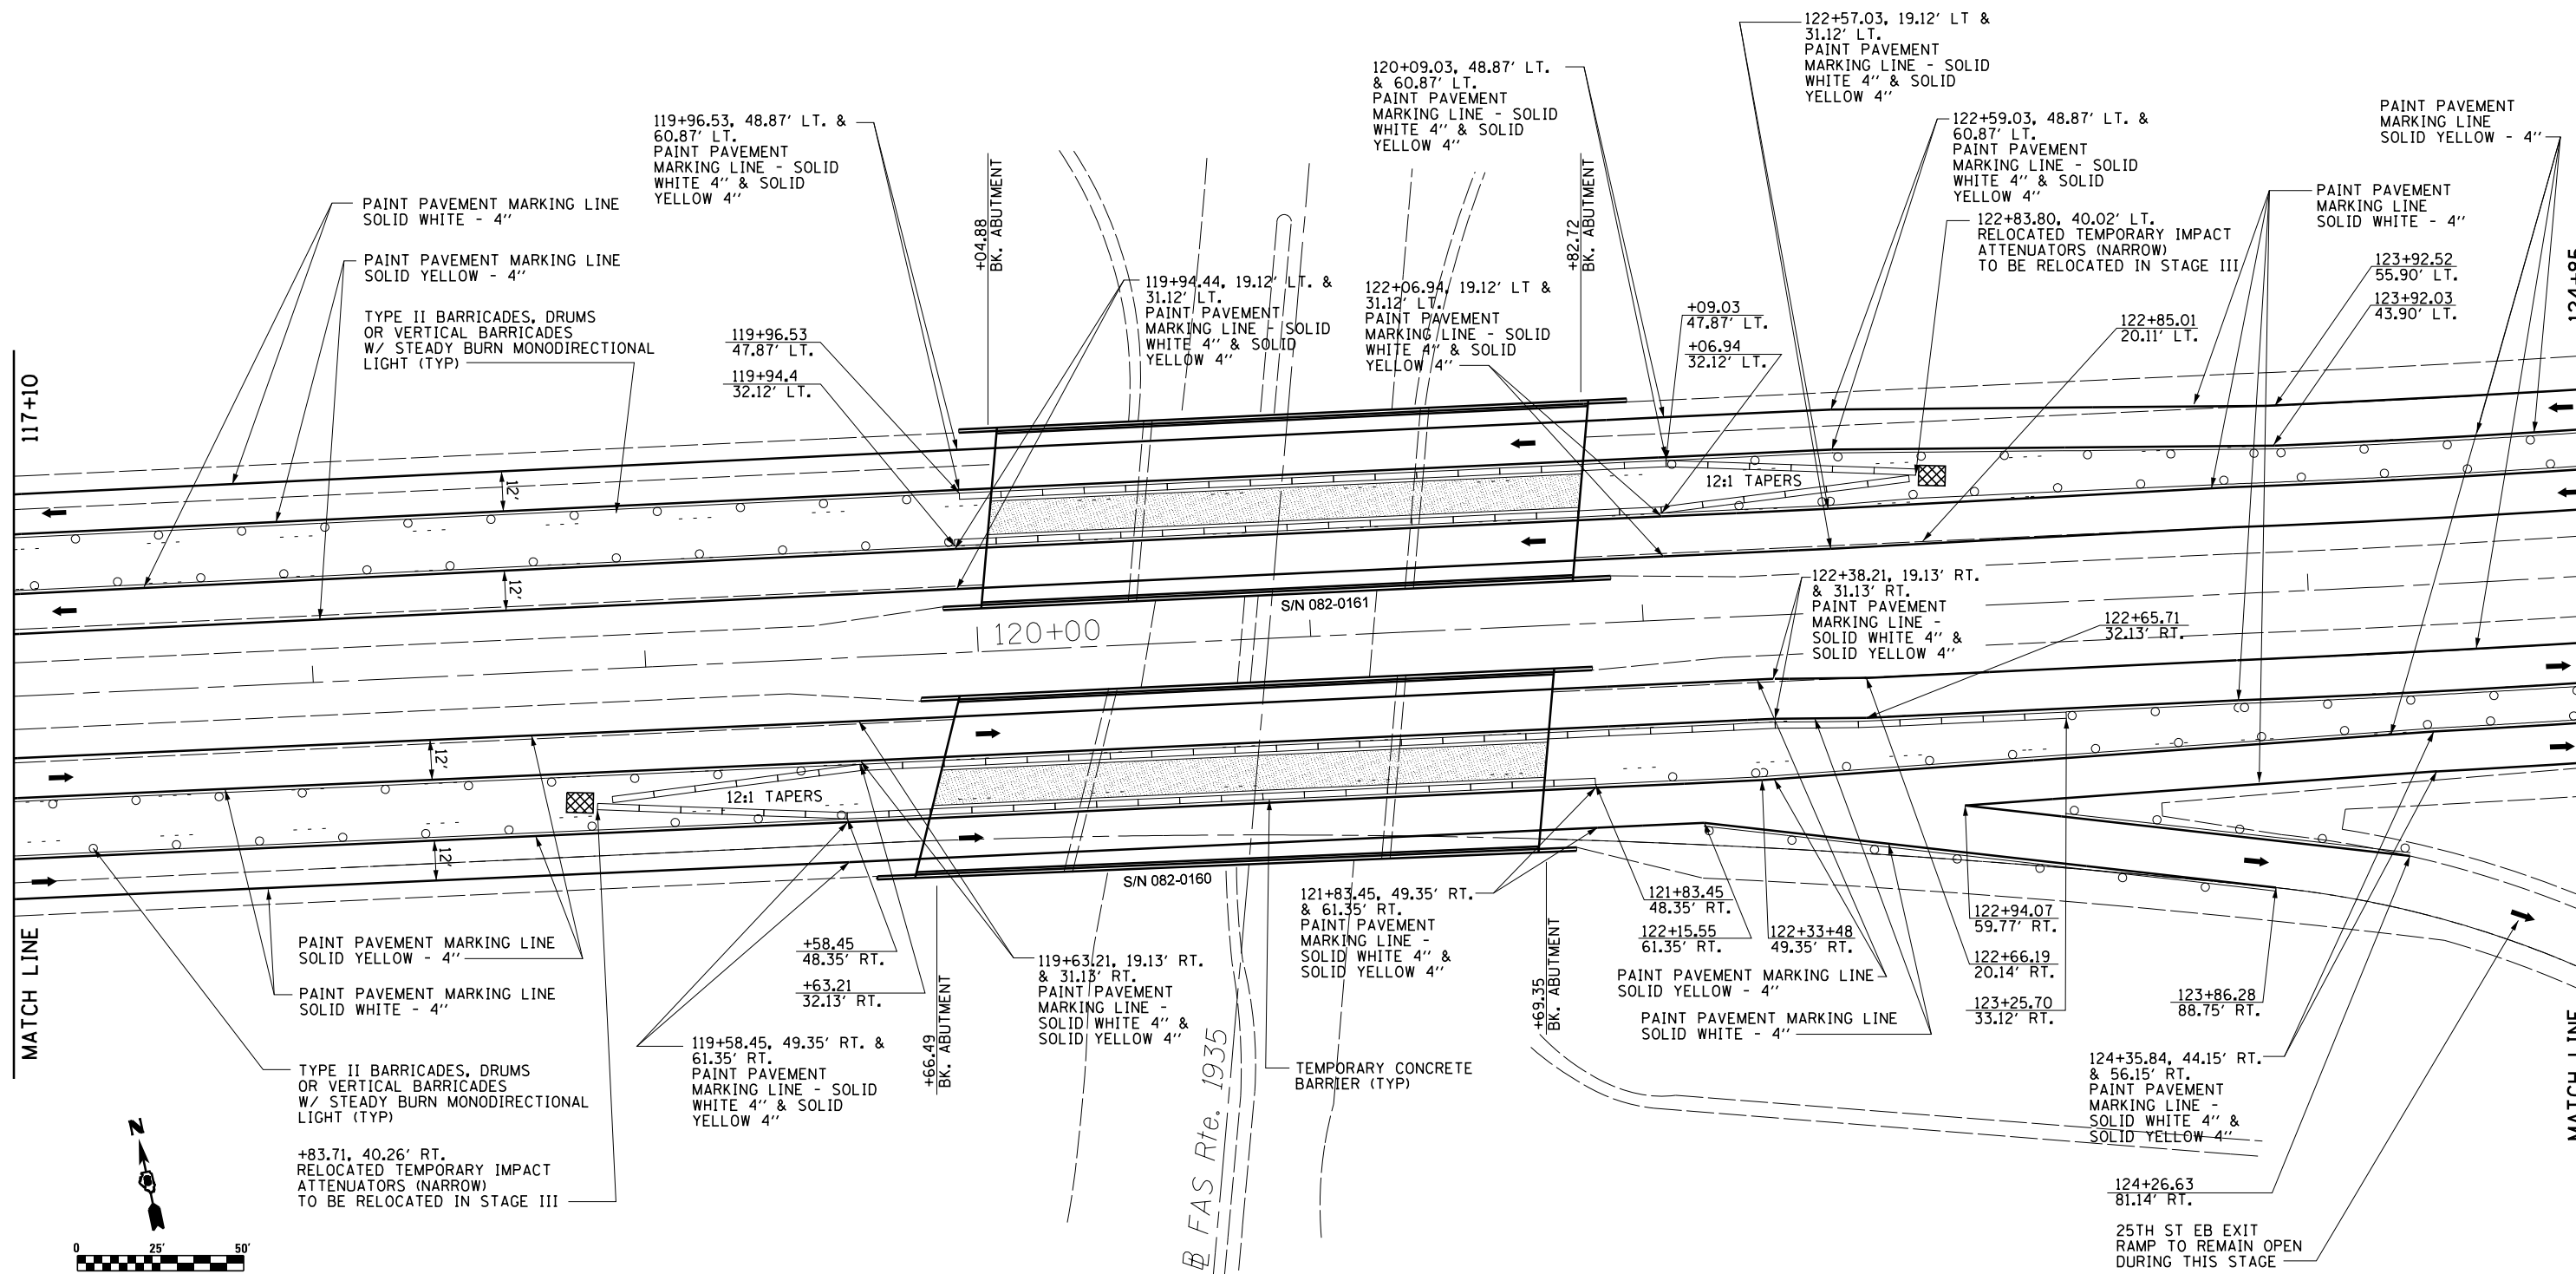 122+57.03, 19.12' LT &
31.12' LT.
PAINT PAVEMENT
MARKING LINE - SOLID
WHITE 4'' & SOLID
YELLOW 4''
120+09.03, 48.87' LT.
& 60.87' LT.
PAINT PAVEMENT
MARKING LINE - SOLID
WHITE 4'' & SOLID
YELLOW 4''
119+96.53, 48.87' LT. &
60.87' LT.
PAINT PAVEMENT
MARKING LINE - SOLID
WHITE 4'' & SOLID
YELLOW 4''
122+59.03, 48.87' LT. &
60.87' LT.
PAINT PAVEMENT
MARKING LINE - SOLID
WHITE 4'' & SOLID
YELLOW 4''
PAINT PAVEMENT
MARKING LINE
SOLID YELLOW - 4''
PAINT PAVEMENT MARKING LINE
SOLID WHITE - 4''
PAINT PAVEMENT MARKING LINE
SOLID YELLOW - 4''
TYPE II BARRICADES, DRUMS
OR VERTICAL BARRICADES
W/ STEADY BURN MONODIRECTIONAL
LIGHT (TYP)
119+96.53
47.87' LT.
119+94.4
32.12' LT.
+04.88
BK. ABUTMENT
119+94.44, 19.12' LT. &
31.12' LT.
PAINT PAVEMENT
MARKING LINE - SOLID
WHITE 4'' & SOLID
YELLOW 4''
122+06.94, 19.12' LT &
31.12' LT.
PAINT PAVEMENT
MARKING LINE - SOLID
WHITE 4'' & SOLID
YELLOW 4''
+82.72
BK. ABUTMENT
+09.03
47.87' LT.
+06.94
32.12' LT.
122+83.80, 40.02' LT.
RELOCATED TEMPORARY IMPACT
ATTENUATORS (NARROW)
TO BE RELOCATED IN STAGE III
PAINT PAVEMENT
MARKING LINE
SOLID WHITE - 4''
123+92.52
55.90' LT.
123+92.03
43.90' LT.
122+85.01
20.11' LT.
124+85
117+10
12'
12'
12:1 TAPERS
S/N 082-0161
120+00
122+38.21, 19.13' RT.
& 31.13' RT.
PAINT PAVEMENT
MARKING LINE -
SOLID WHITE 4'' &
SOLID YELLOW 4''
122+65.71
32.13' RT.
12'
12'
12:1 TAPERS
S/N 082-0160
MATCH LINE
PAINT PAVEMENT MARKING LINE
SOLID YELLOW - 4''
PAINT PAVEMENT MARKING LINE
SOLID WHITE - 4''
TYPE II BARRICADES, DRUMS
OR VERTICAL BARRICADES
W/ STEADY BURN MONODIRECTIONAL
LIGHT (TYP)
+83.71, 40.26' RT.
RELOCATED TEMPORARY IMPACT
ATTENUATORS (NARROW)
TO BE RELOCATED IN STAGE III
+58.45
48.35' RT.
+63.21
32.13' RT.
119+58.45, 49.35' RT. &
61.35' RT.
PAINT PAVEMENT
MARKING LINE - SOLID
WHITE 4'' & SOLID
YELLOW 4''
+66.49
BK. ABUTMENT
119+63.21, 19.13' RT.
& 31.13' RT.
PAINT PAVEMENT
MARKING LINE -
SOLID WHITE 4'' &
SOLID YELLOW 4''
FAS Rte. 1935
TEMPORARY CONCRETE
BARRIER (TYP)
121+83.45, 49.35' RT.
& 61.35' RT.
PAINT PAVEMENT
MARKING LINE -
SOLID WHITE 4'' &
SOLID YELLOW 4''
+69.35
BK. ABUTMENT
121+83.45
48.35' RT.
122+15.55
61.35' RT.
122+33+48
49.35' RT.
PAINT PAVEMENT MARKING LINE
SOLID YELLOW - 4''
PAINT PAVEMENT MARKING LINE
SOLID WHITE - 4''
122+94.07
59.77' RT.
122+66.19
20.14' RT.
123+25.70
33.12' RT.
123+86.28
88.75' RT.
124+35.84, 44.15' RT.
& 56.15' RT.
PAINT PAVEMENT
MARKING LINE -
SOLID WHITE 4'' &
SOLID YELLOW 4''
124+26.63
81.14' RT.
25TH ST EB EXIT
RAMP TO REMAIN OPEN
DURING THIS STAGE
MATCH LINE
N
0 25' 50'